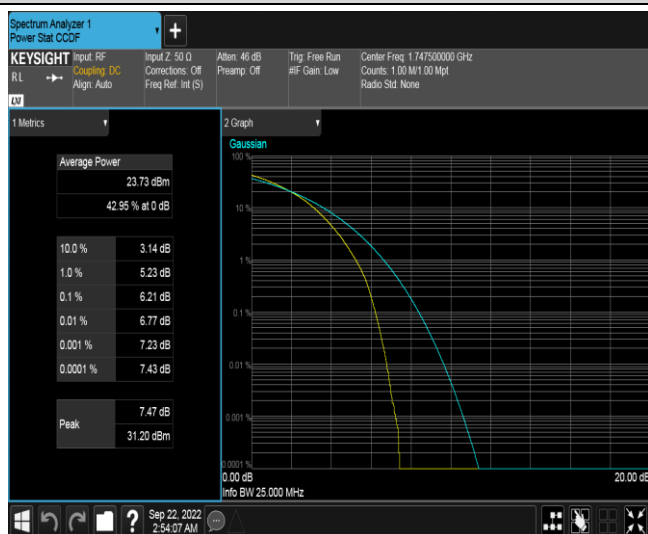 Spectrum Analyzer 1
Power Stat CCDF
KEYSIGHT
RL
LXI
Input: RF
Coupling: DC
Align: Auto
Input Z: 50 Ω
Corrections: Off
Freq Ref: Int (S)
Atten: 46 dB
Preamp: Off
Trig: Free Run
#IF Gain: Low
Center Freq: 1.747500000 GHz
Counts: 1.00 M/1.00 Mpt
Radio Std: None
1 Metrics
Average Power
23.73 dBm
42.95 % at 0 dB
10.0 % 3.14 dB
1.0 % 5.23 dB
0.1 % 6.21 dB
0.01 % 6.77 dB
0.001 % 7.23 dB
0.0001 % 7.43 dB
Peak
7.47 dB
31.20 dBm
2 Graph
Gaussian
100 %
10 %
1 %
0.1 %
0.01 %
0.001 %
0.0001 %
0.00 dB
20.00 dB
Info BW 25.000 MHz
?
Sep 22, 2022
2:54:07 AM